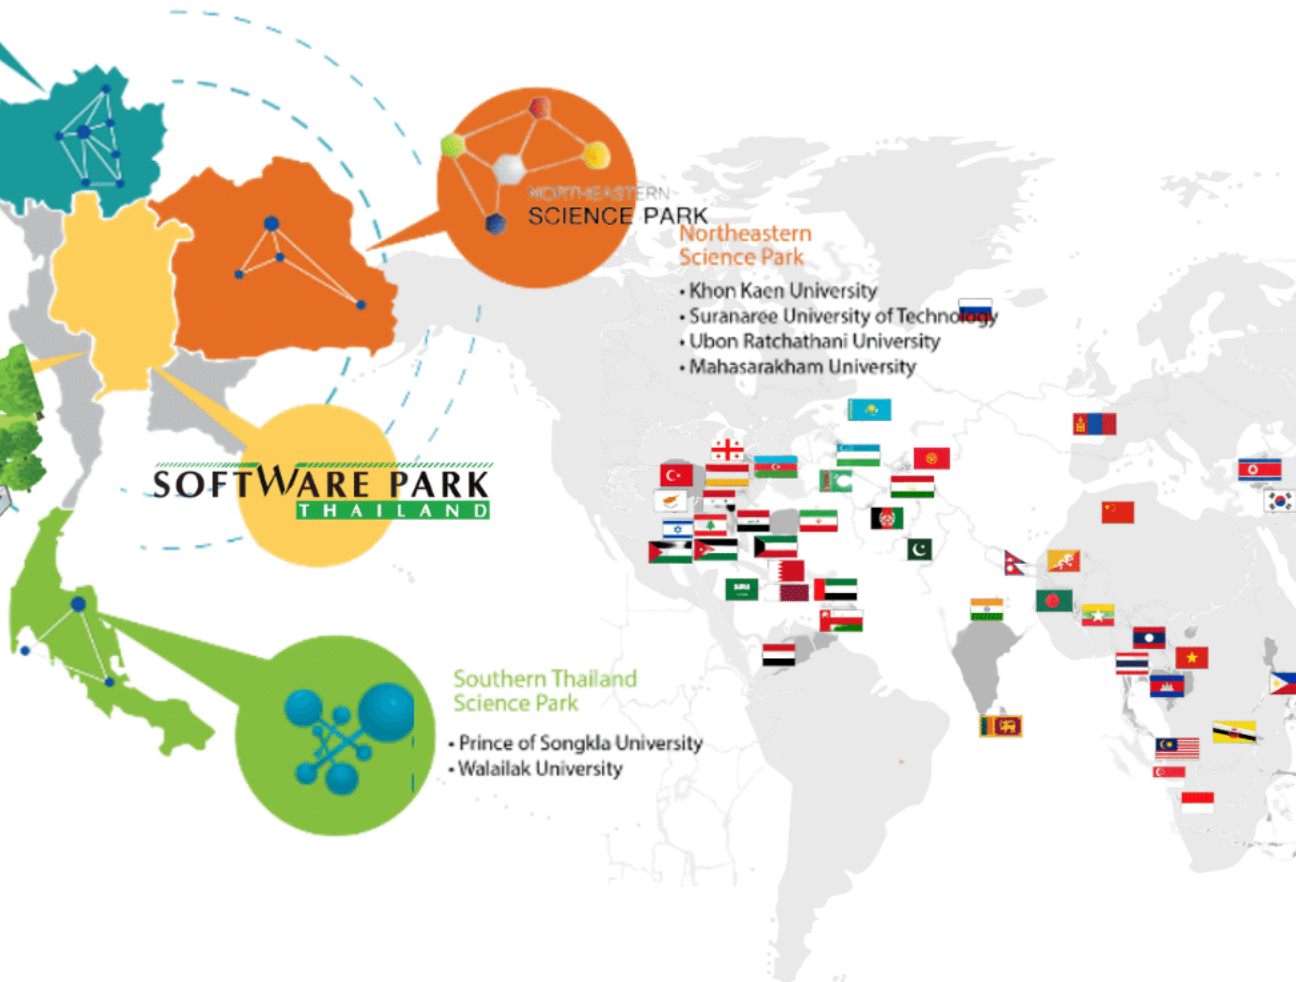 NORTHEASTERN
SCIENCE PARK
Northeastern
Science Park
• Khon Kaen University
• Suranaree University of Technology
• Ubon Ratchathani University
• Mahasarakham University
SOFTWARE PARK
THAILAND
Southern Thailand
Science Park
• Prince of Songkla University
• Walailak University